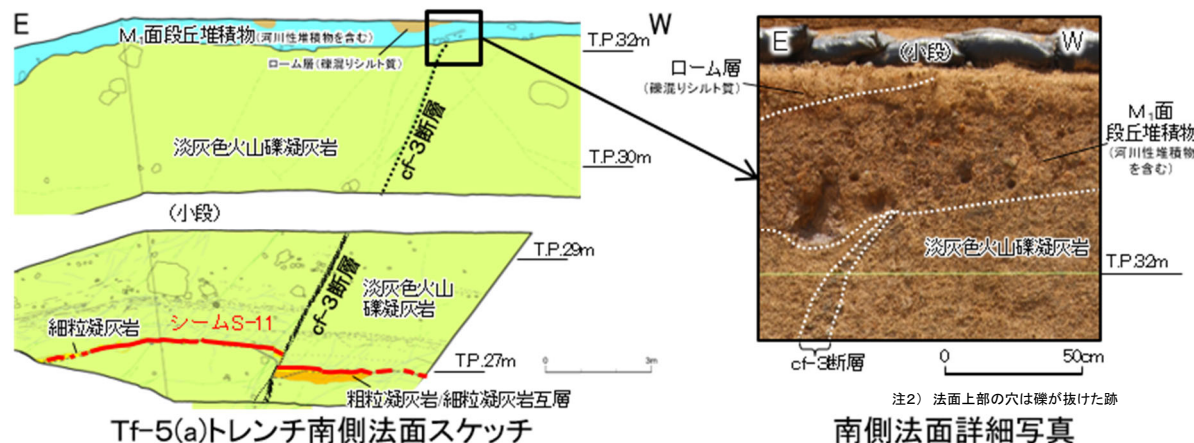 E
W
M₁面段丘堆積物(河川性堆積物を含む)
ローム層(礫混りシルト質)
T.P.32m
淡灰色火山礫凝灰岩
cf-3断層
T.P.30m
(小段)
T.P.29m
cf-3断層
淡灰色火山
礫凝灰岩
細粒凝灰岩
シームS-11
T.P.27m
0
3m
粗粒凝灰岩/細粒凝灰岩互層
Tf-5(a)トレンチ南側法面スケッチ
E
W
(小段)
ローム層
(礫混りシルト質)
M₁面
段丘堆積物
(河川性堆積物
を含む)
淡灰色火山礫凝灰岩
T.P.32m
cf-3断層
0
50cm
注2) 法面上部の穴は礫が抜けた跡
南側法面詳細写真